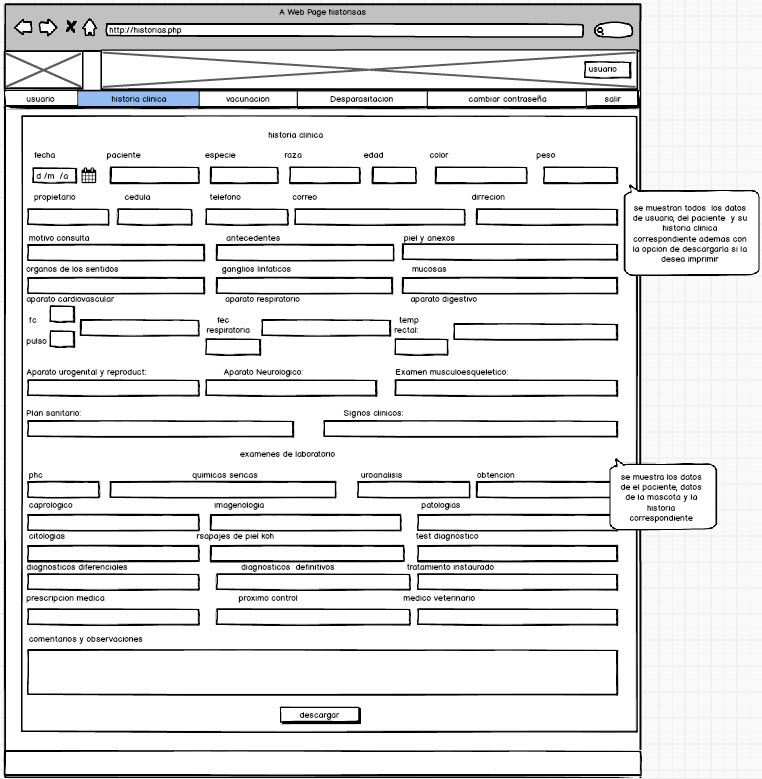 A Web Page historisas
http://historias.php
usuario
usuario historia clinica vacunacion Desparasitacion cambiar contraseña salir
historia clinica
fecha paciente especie raza edad color peso
d /m /a
propietario cedula telefono correo dirrecion
motivo consulta antecedentes piel y anexos
organos de los sentidos ganglios linfaticos mucosas
aparato cardiovascular aparato respiratorio aparato digestivo
fc fec temp
pulso respiratoria rectal:
Aparato urogenital y reproduct: Aparato Neurologico: Examen musculoesqueletico:
Plan sanitario: Signos clinicos:
examenes de laboratorio
phc quimicas sericas uroanalisis obtencion
caprologico imagenologia patologias
citologias rsapajes de piel koh test diagnostico
diagnosticos diferenciales diagnosticos definitivos tratamiento instaurado
prescripcion medica proximo control medico veterinario
comentarios y observaciones
descargar
se muestran todos los datos
de usuario, del paciente y su
historia clinica
correspondiente ademas con
la opcion de descargarla si la
desea imprimir
se muestra los datos
de el paciente, datos
de la mascota y la
historia
correspondiente